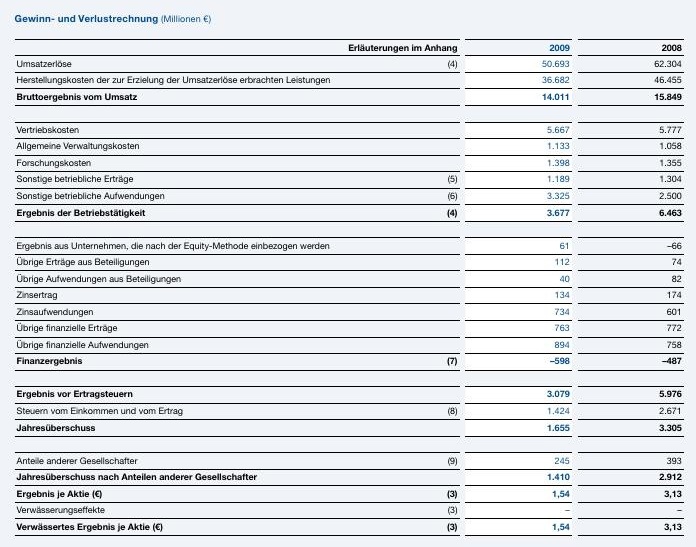 Gewinn- und Verlustrechnung (Millionen €)
Erläuterungen im Anhang 2009 2008
Umsatzerlöse (4) 50.693 62.304
Herstellungskosten der zur Erzielung der Umsatzerlöse erbrachten Leistungen 36.682 46.455
Bruttoergebnis vom Umsatz 14.011 15.849
Vertriebskosten 5.667 5.777
Allgemeine Verwaltungskosten 1.133 1.058
Forschungskosten 1.398 1.355
Sonstige betriebliche Erträge (5) 1.189 1.304
Sonstige betriebliche Aufwendungen (6) 3.325 2.500
Ergebnis der Betriebstätigkeit (4) 3.677 6.463
Ergebnis aus Unternehmen, die nach der Equity-Methode einbezogen werden 61 –66
Übrige Erträge aus Beteiligungen 112 74
Übrige Aufwendungen aus Beteiligungen 40 82
Zinsertrag 134 174
Zinsaufwendungen 734 601
Übrige finanzielle Erträge 763 772
Übrige finanzielle Aufwendungen 894 758
Finanzergebnis (7) –598 –487
Ergebnis vor Ertragsteuern 3.079 5.976
Steuern vom Einkommen und vom Ertrag (8) 1.424 2.671
Jahresüberschuss 1.655 3.305
Anteile anderer Gesellschafter (9) 245 393
Jahresüberschuss nach Anteilen anderer Gesellschafter 1.410 2.912
Ergebnis je Aktie (€) (3) 1,54 3,13
Verwässerungseffekte (3) – –
Verwässertes Ergebnis je Aktie (€) (3) 1,54 3,13